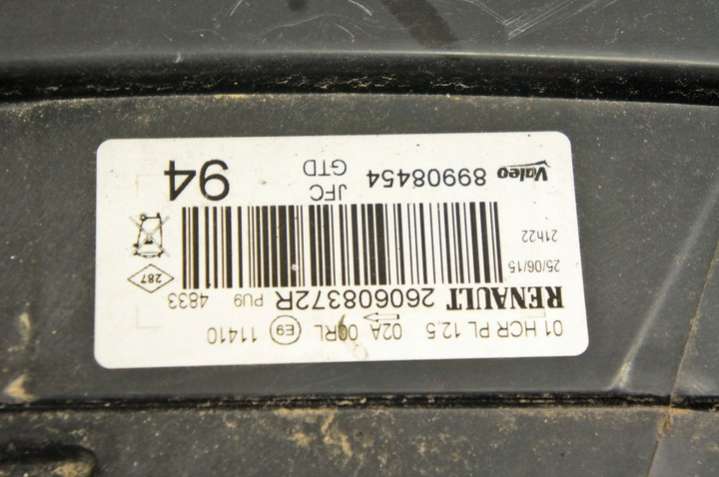 01 HCR PL 12.5 02A 00RL E9 11410
RENAULT 260608372R PU9 4833
25/06/15
21h22
287
JFC
GTD
Valeo 89908454 94